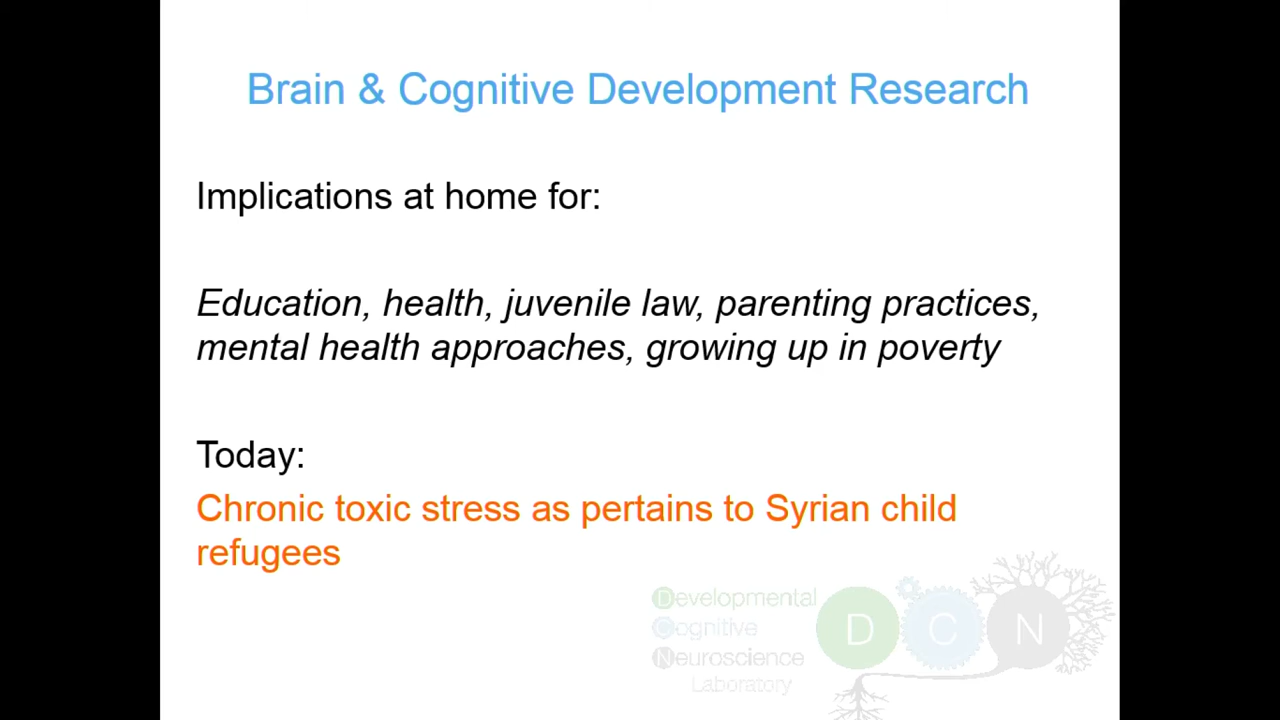 Brain & Cognitive Development Research
Implications at home for:
Education, health, juvenile law, parenting practices,
mental health approaches, growing up in poverty
Today:
Chronic toxic stress as pertains to Syrian child
refugees
Developmental
Cognitive
Neuroscience
Laboratory
D C N